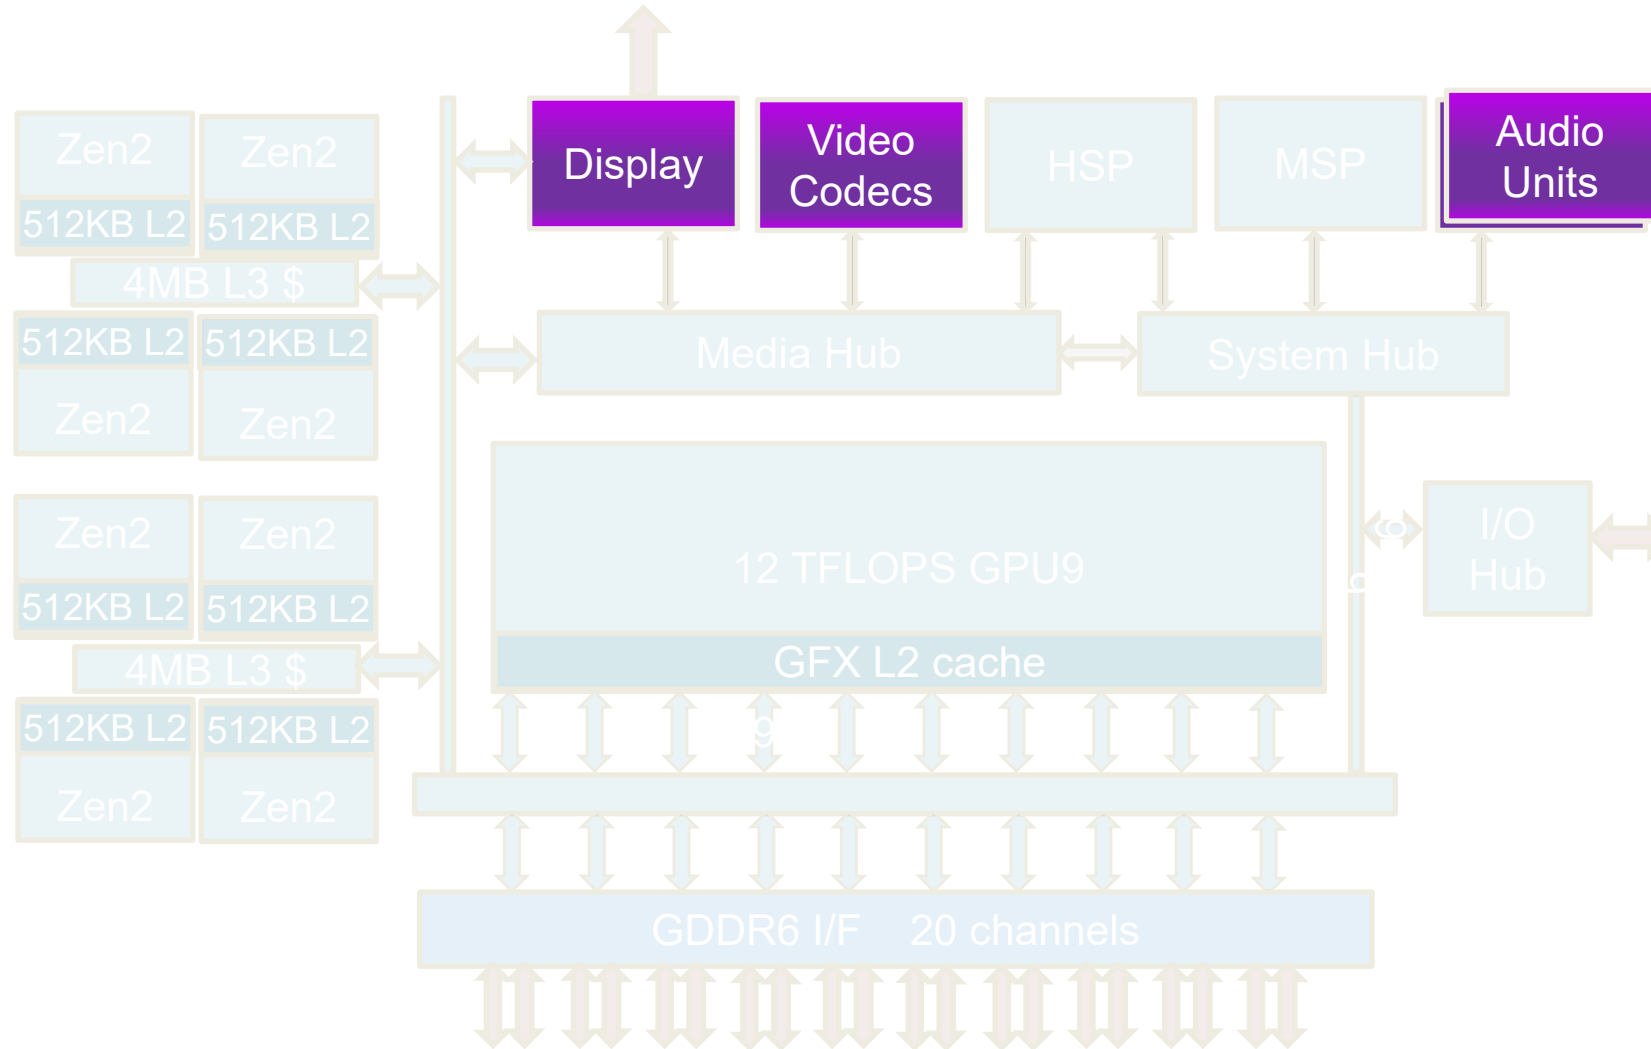 Display
Video
Codecs
HSP
MSP
Audio
Units
Zen2
Zen2
512KB L2
512KB L2
4MB L3 $
512KB L2
512KB L2
Zen2
Zen2
Media Hub
System Hub
Zen2
Zen2
512KB L2
512KB L2
4MB L3 $
512KB L2
512KB L2
Zen2
Zen2
12 TFLOPS GPU9
GFX L2 cache
9
I/O
Hub
GDDR6 I/F 20 channels